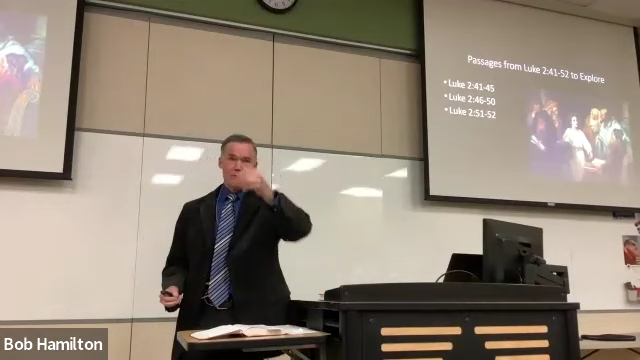 Passages from Luke 2:41-52 to Explore
• Luke 2:41-45
• Luke 2:46-50
• Luke 2:51-52
Bob Hamilton